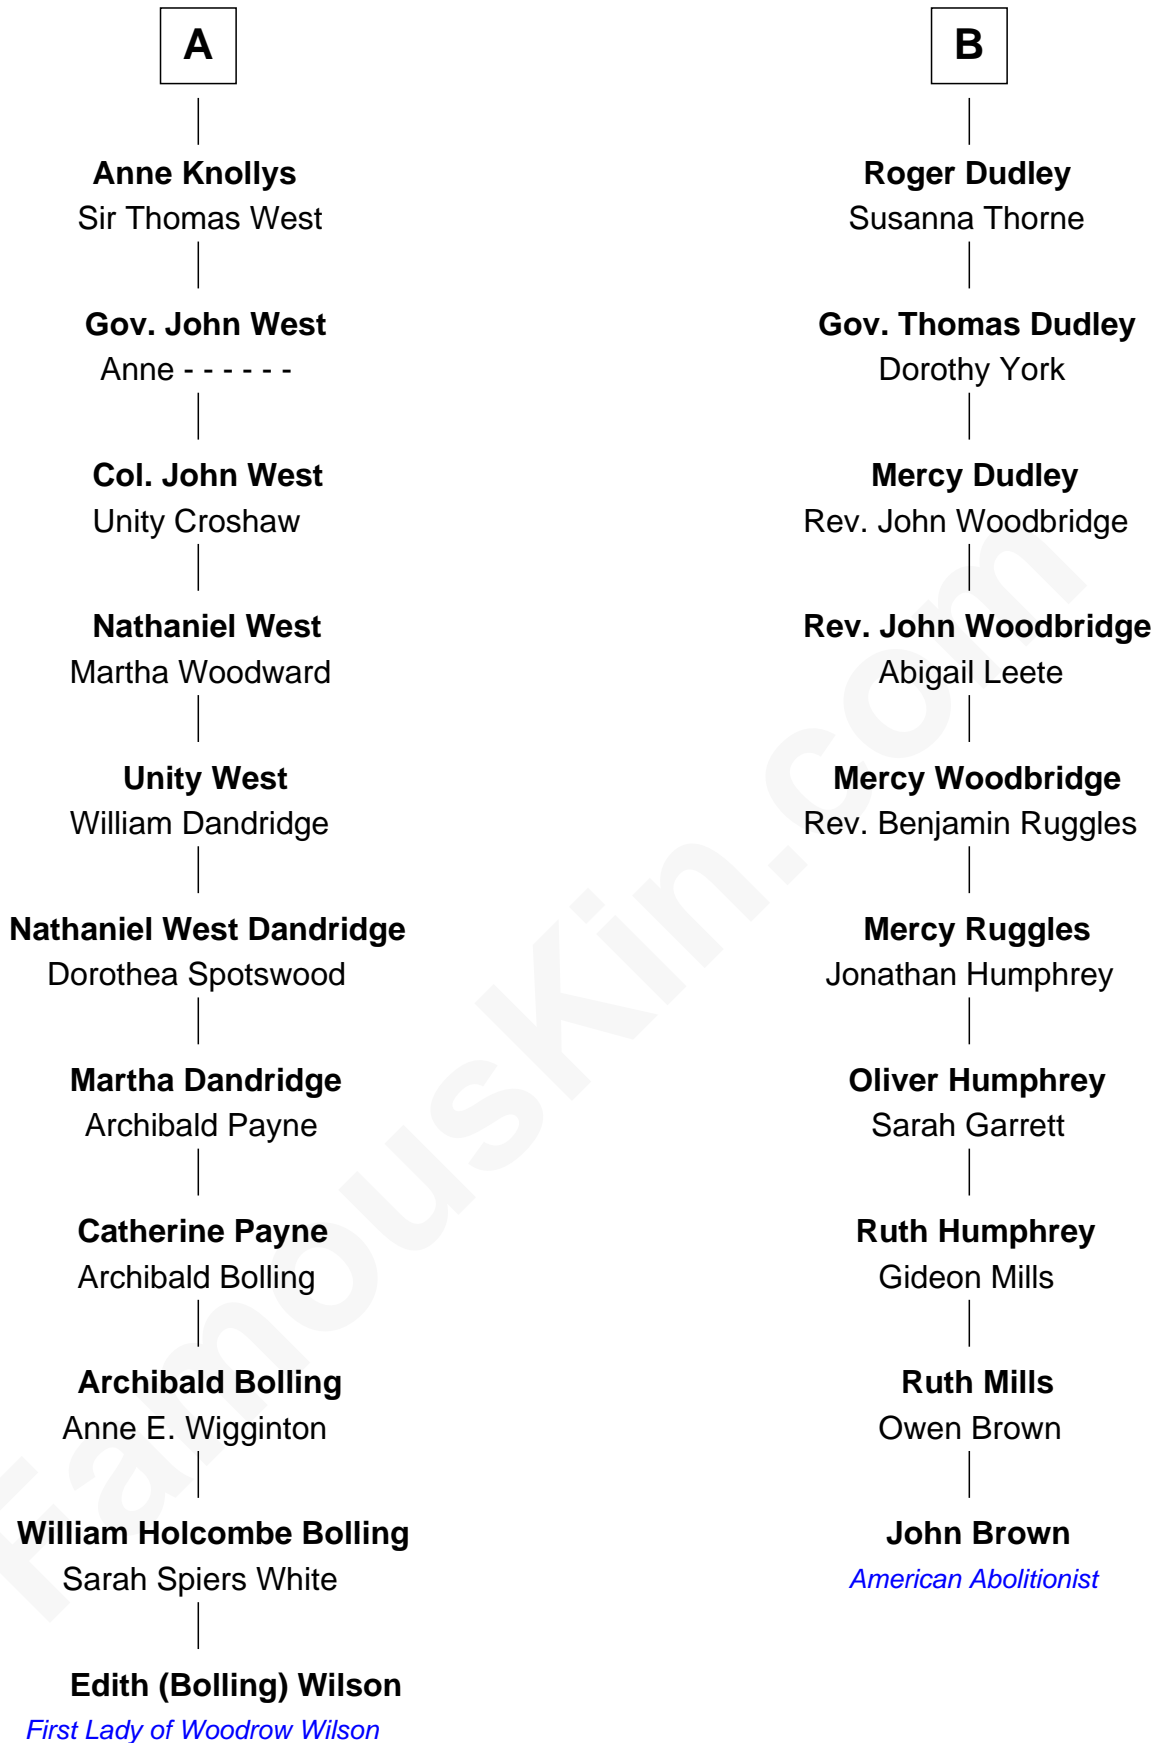 A
Anne Knollys
Sir Thomas West
Gov. John West
Anne - - - - - -
Col. John West
Unity Croshaw
Nathaniel West
Martha Woodward
Unity West
William Dandridge
Nathaniel West Dandridge
Dorothea Spotswood
Martha Dandridge
Archibald Payne
Catherine Payne
Archibald Bolling
Archibald Bolling
Anne E. Wigginton
William Holcombe Bolling
Sarah Spiers White
Edith (Bolling) Wilson
First Lady of Woodrow Wilson
B
Roger Dudley
Susanna Thorne
Gov. Thomas Dudley
Dorothy York
Mercy Dudley
Rev. John Woodbridge
Rev. John Woodbridge
Abigail Leete
Mercy Woodbridge
Rev. Benjamin Ruggles
Mercy Ruggles
Jonathan Humphrey
Oliver Humphrey
Sarah Garrett
Ruth Humphrey
Gideon Mills
Ruth Mills
Owen Brown
John Brown
American Abolitionist
FamousKin.com